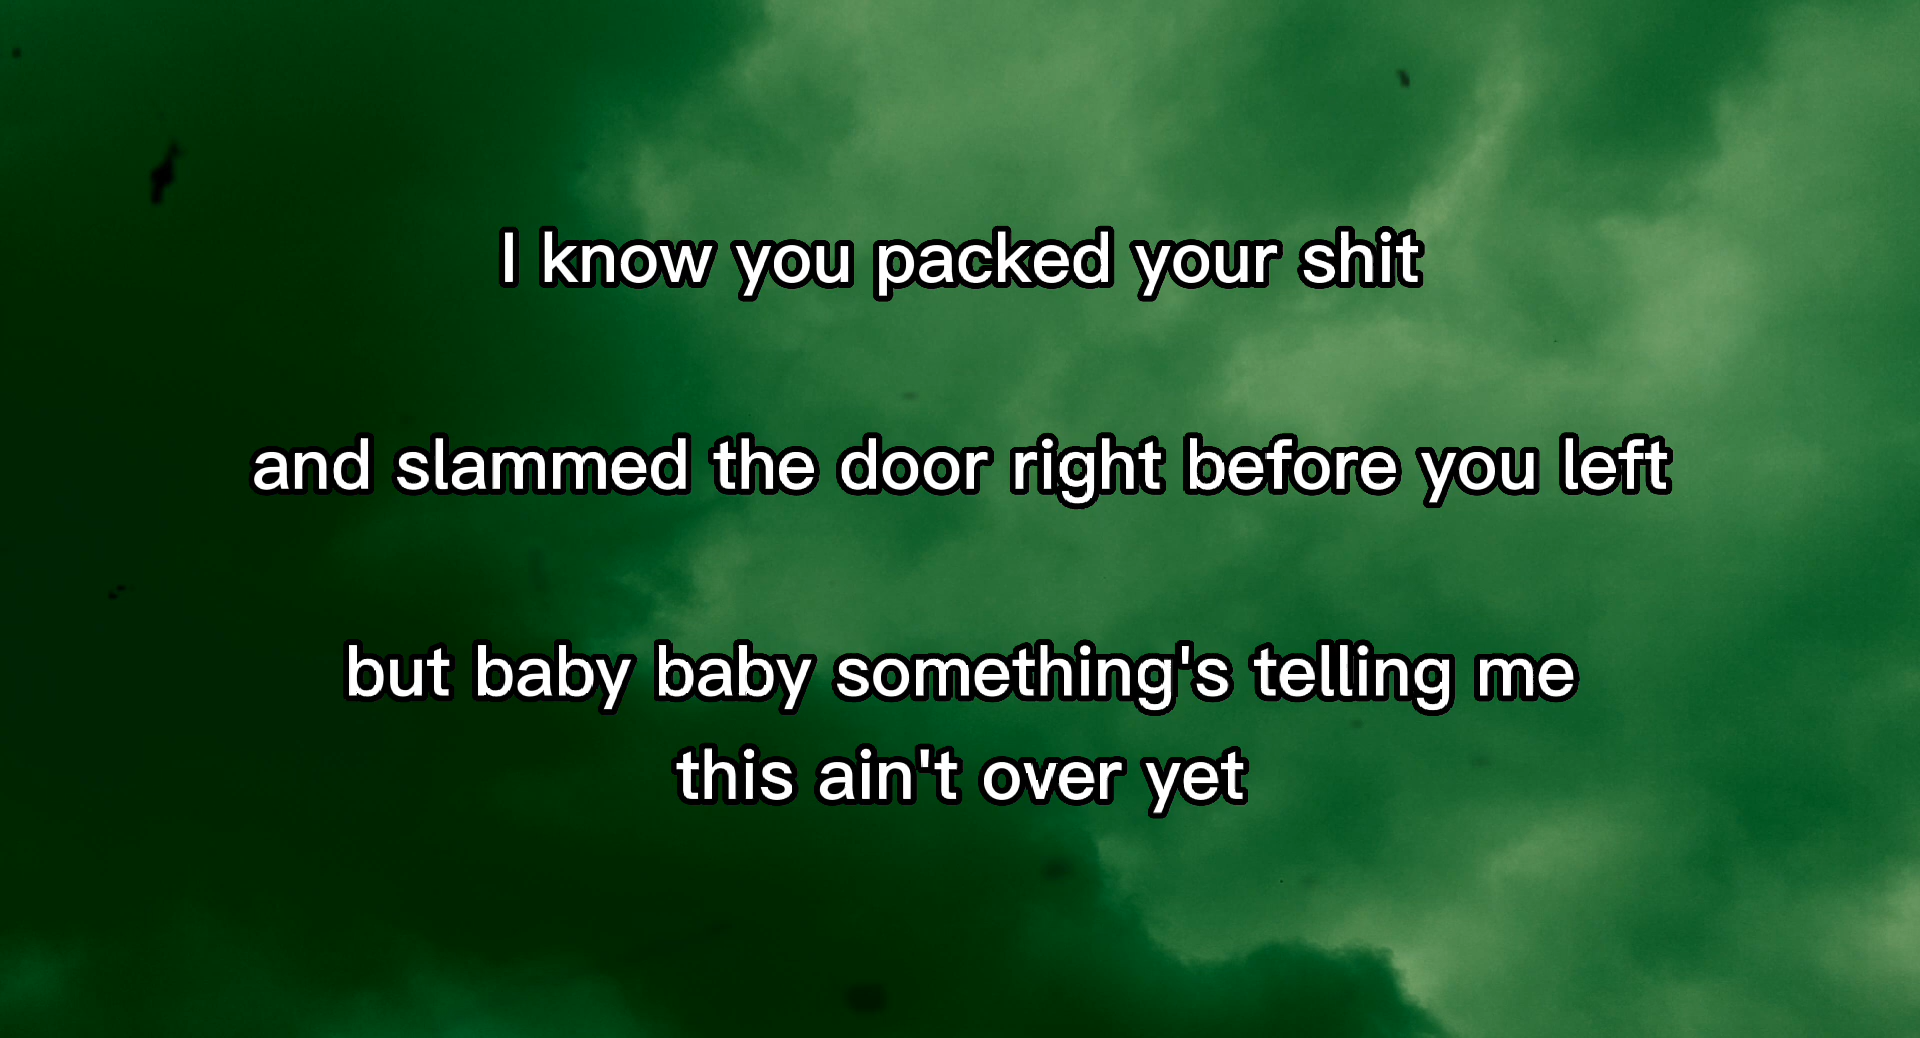 I know you packed your shit
and slammed the door right before you left
but baby baby something's telling me
this ain't over yet